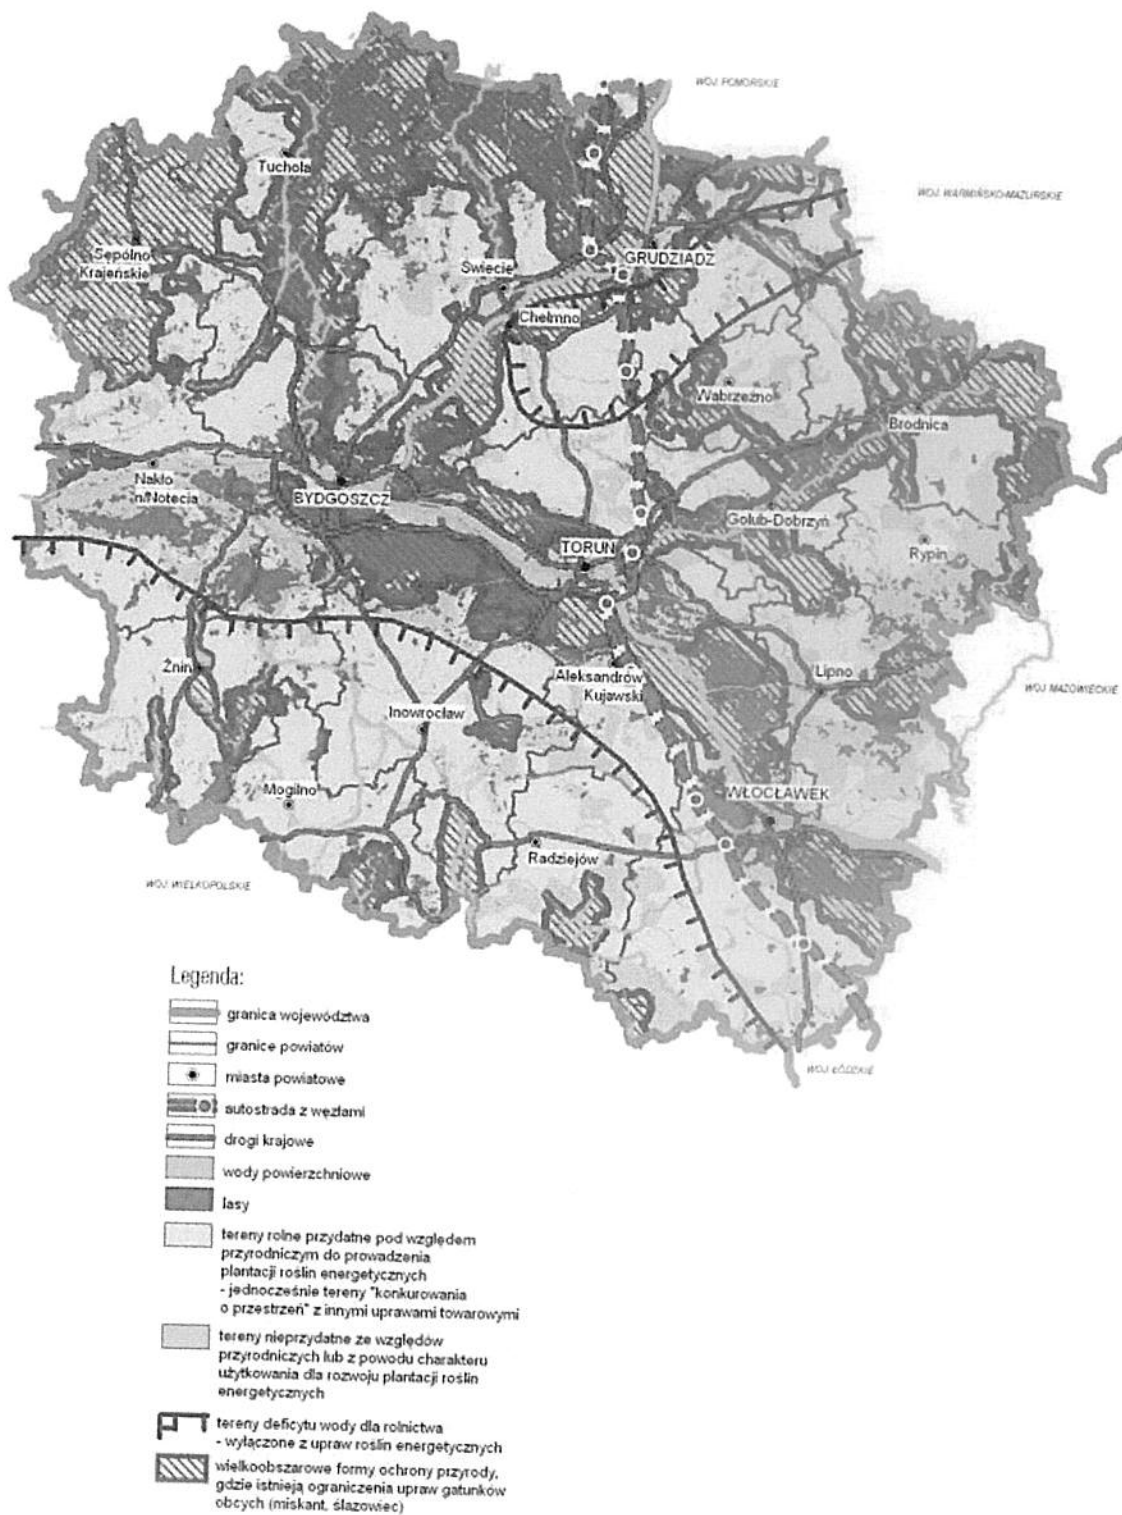 WOJ. POMORSKIE
Tuchola
WOJ. WARMIŃSKO-MAZURSKIE
Sępólno
Krajeńskie
GRUDZIĄDZ
Świecie
Chełmno
Wąbrzeźno
Brodnica
Nakło
n/Notecią
BYDGOSZCZ
Golub-Dobrzyń
TORUŃ
Rypin
Żnin
Aleksandrów
Kujawski
Lipno
WOJ. MAZOWIECKIE
Inowrocław
Mogilno
WŁOCŁAWEK
Radziejów
WOJ. WIELKOPOLSKIE
WOJ. ŁÓDZKIE
Legenda:
granica województwa
granice powiatów
miasta powiatowe
autostrada z węzłami
drogi krajowe
wody powierzchniowe
lasy
tereny rolne przydatne pod względem
przyrodniczym do prowadzenia
plantacji roślin energetycznych
- jednocześnie tereny "konkurowania
o przestrzeń" z innymi uprawami towarowymi
tereny nieprzydatne ze względów
przyrodniczych lub z powodu charakteru
użytkowania dla rozwoju plantacji roślin
energetycznych
tereny deficytu wody dla rolnictwa
- wyłączone z upraw roślin energetycznych
wielkoobszarowe formy ochrony przyrody,
gdzie istnieją ograniczenia upraw gatunków
obcych (miskant, ślazowiec)